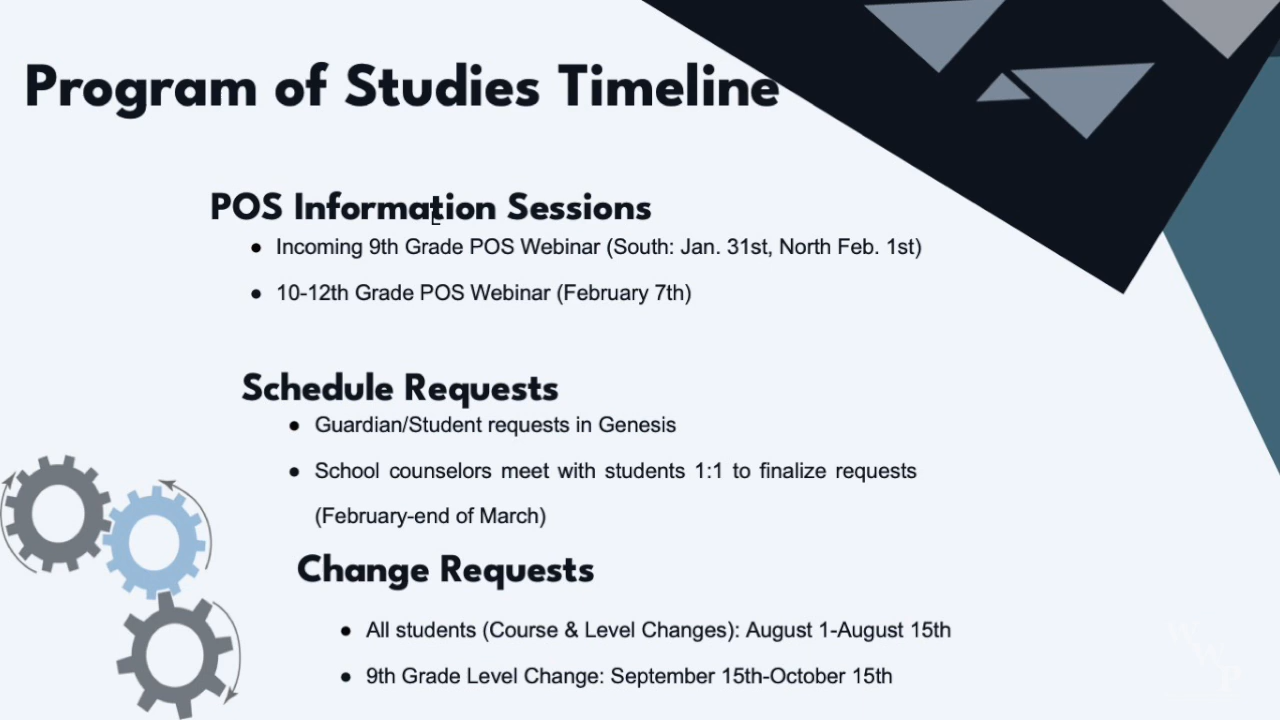 Program of Studies Timeline
POS Information Sessions
● Incoming 9th Grade POS Webinar (South: Jan. 31st, North Feb. 1st)
● 10-12th Grade POS Webinar (February 7th)
Schedule Requests
● Guardian/Student requests in Genesis
● School counselors meet with students 1:1 to finalize requests
(February-end of March)
Change Requests
● All students (Course & Level Changes): August 1-August 15th
● 9th Grade Level Change: September 15th-October 15th
WWP